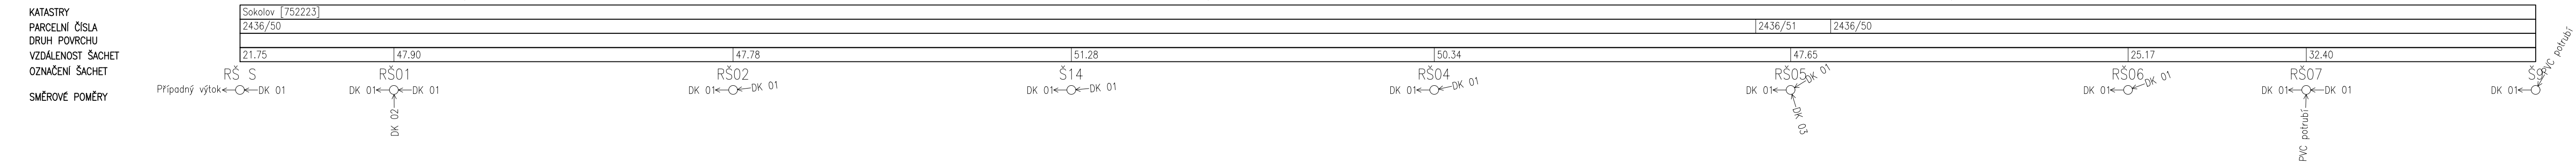 KATASTRY Sokolov [752223]
PARCELNÍ ČÍSLA 2436/50 2436/51 2436/50
DRUH POVRCHU
VZDÁLENOST ŠACHET 21.75 47.90 47.78 51.28 50.34 47.65 25.17 32.40
OZNAČENÍ ŠACHET RŠ S RŠ01 RŠ02 Š14 RŠ04 RŠ05 RŠ06 RŠ07 Š9
SMĚROVÉ POMĚRY Případný výtok DK 01 DK 01 DK 01 DK 01 DK 01 DK 01 DK 01 DK 01 DK 01 DK 01 DK 01 DK 01 DK 01 DK 01 DK 01 DK 01 PVC potrubí
DK 02 DK 03 PVC potrubí